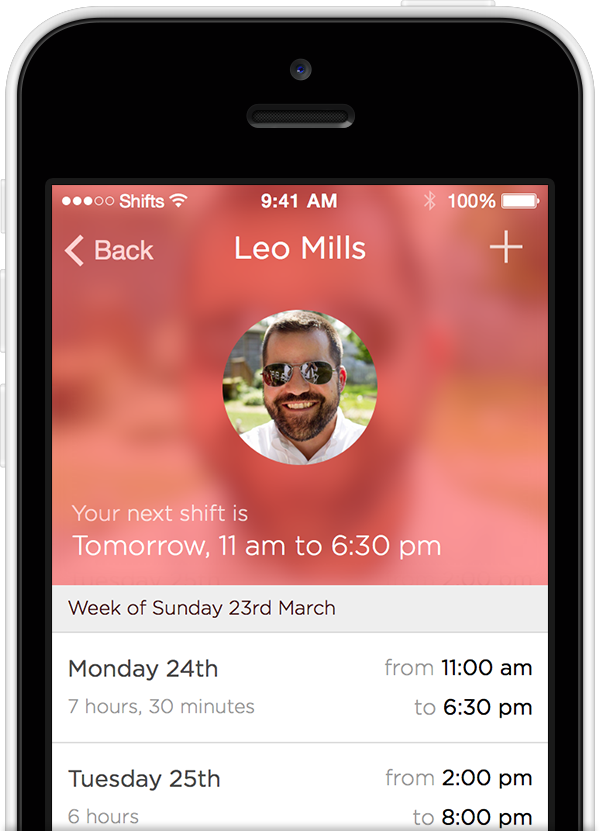 Shifts 9:41 AM 100%
Back Leo Mills
Your next shift is
Tomorrow, 11 am to 6:30 pm
Week of Sunday 23rd March
Monday 24th from 11:00 am
7 hours, 30 minutes to 6:30 pm
Tuesday 25th from 2:00 pm
6 hours to 8:00 pm